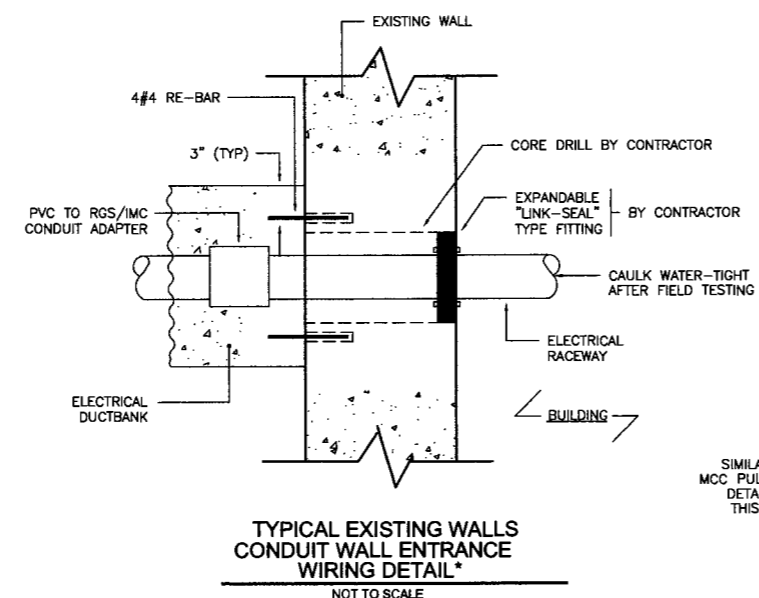 EXISTING WALL
4#4 RE-BAR
3" (TYP)
CORE DRILL BY CONTRACTOR
PVC TO RGS/IMC
CONDUIT ADAPTER
EXPANDABLE
"LINK-SEAL"
TYPE FITTING
BY CONTRACTOR
CAULK WATER-TIGHT
AFTER FIELD TESTING
ELECTRICAL
RACEWAY
ELECTRICAL
DUCTBANK
BUILDING
MCC
THIS
TYPICAL EXISTING WALLS
CONDUIT WALL ENTRANCE
WIRING DETAIL*
NOT TO SCALE